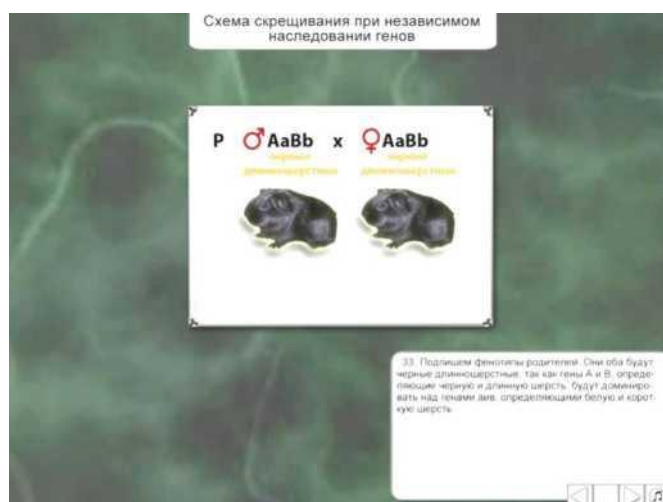 Схема скрещивания при независимом
наследовании генов
P ♂AaBb x ♀AaBb
черные черные
длинношерстные длинношерстные
33. Подпишем фенотипы родителей. Они оба будут
черные длинношерстные, так как гены А и В, опреде-
ляющие черную и длинную шерсть, будут доминиро-
вать над генами аив, определяющими белую и корот-
кую шерсть